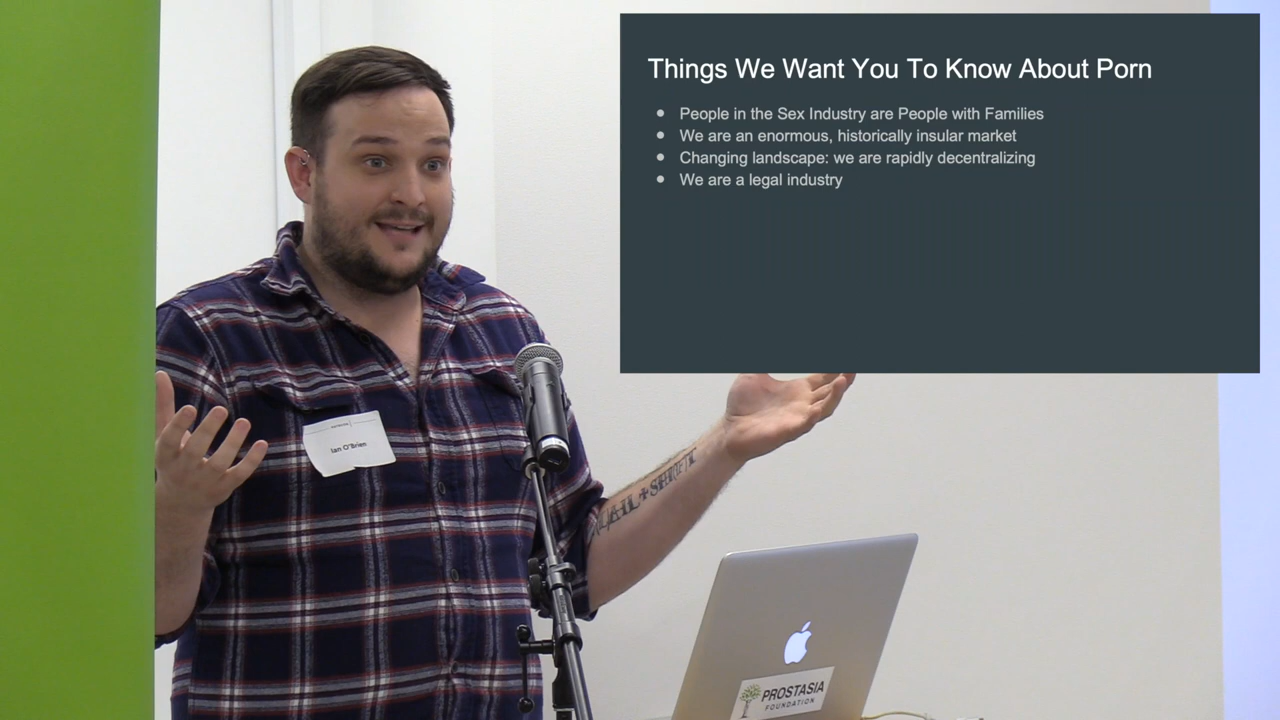 Things We Want You To Know About Porn
• People in the Sex Industry are People with Families
• We are an enormous, historically insular market
• Changing landscape: we are rapidly decentralizing
• We are a legal industry
Ian O'Brien
PROSTASIA
FOUNDATION